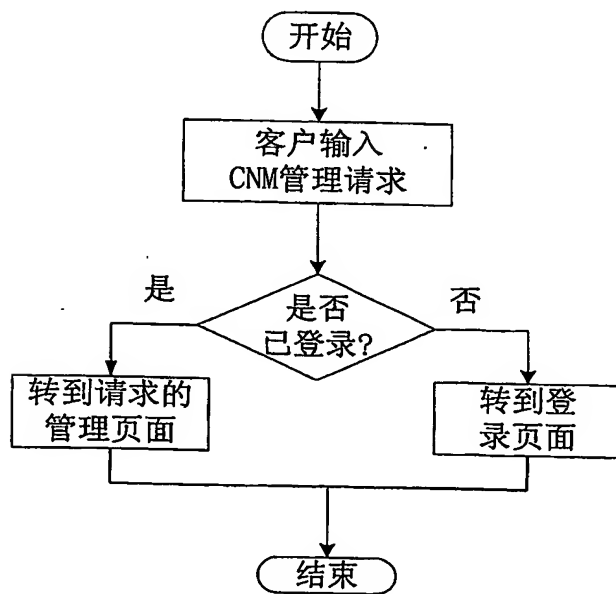 开始
客户输入
CNM管理请求
是
否
是否
已登录?
转到请求的
管理页面
转到登
录页面
结束